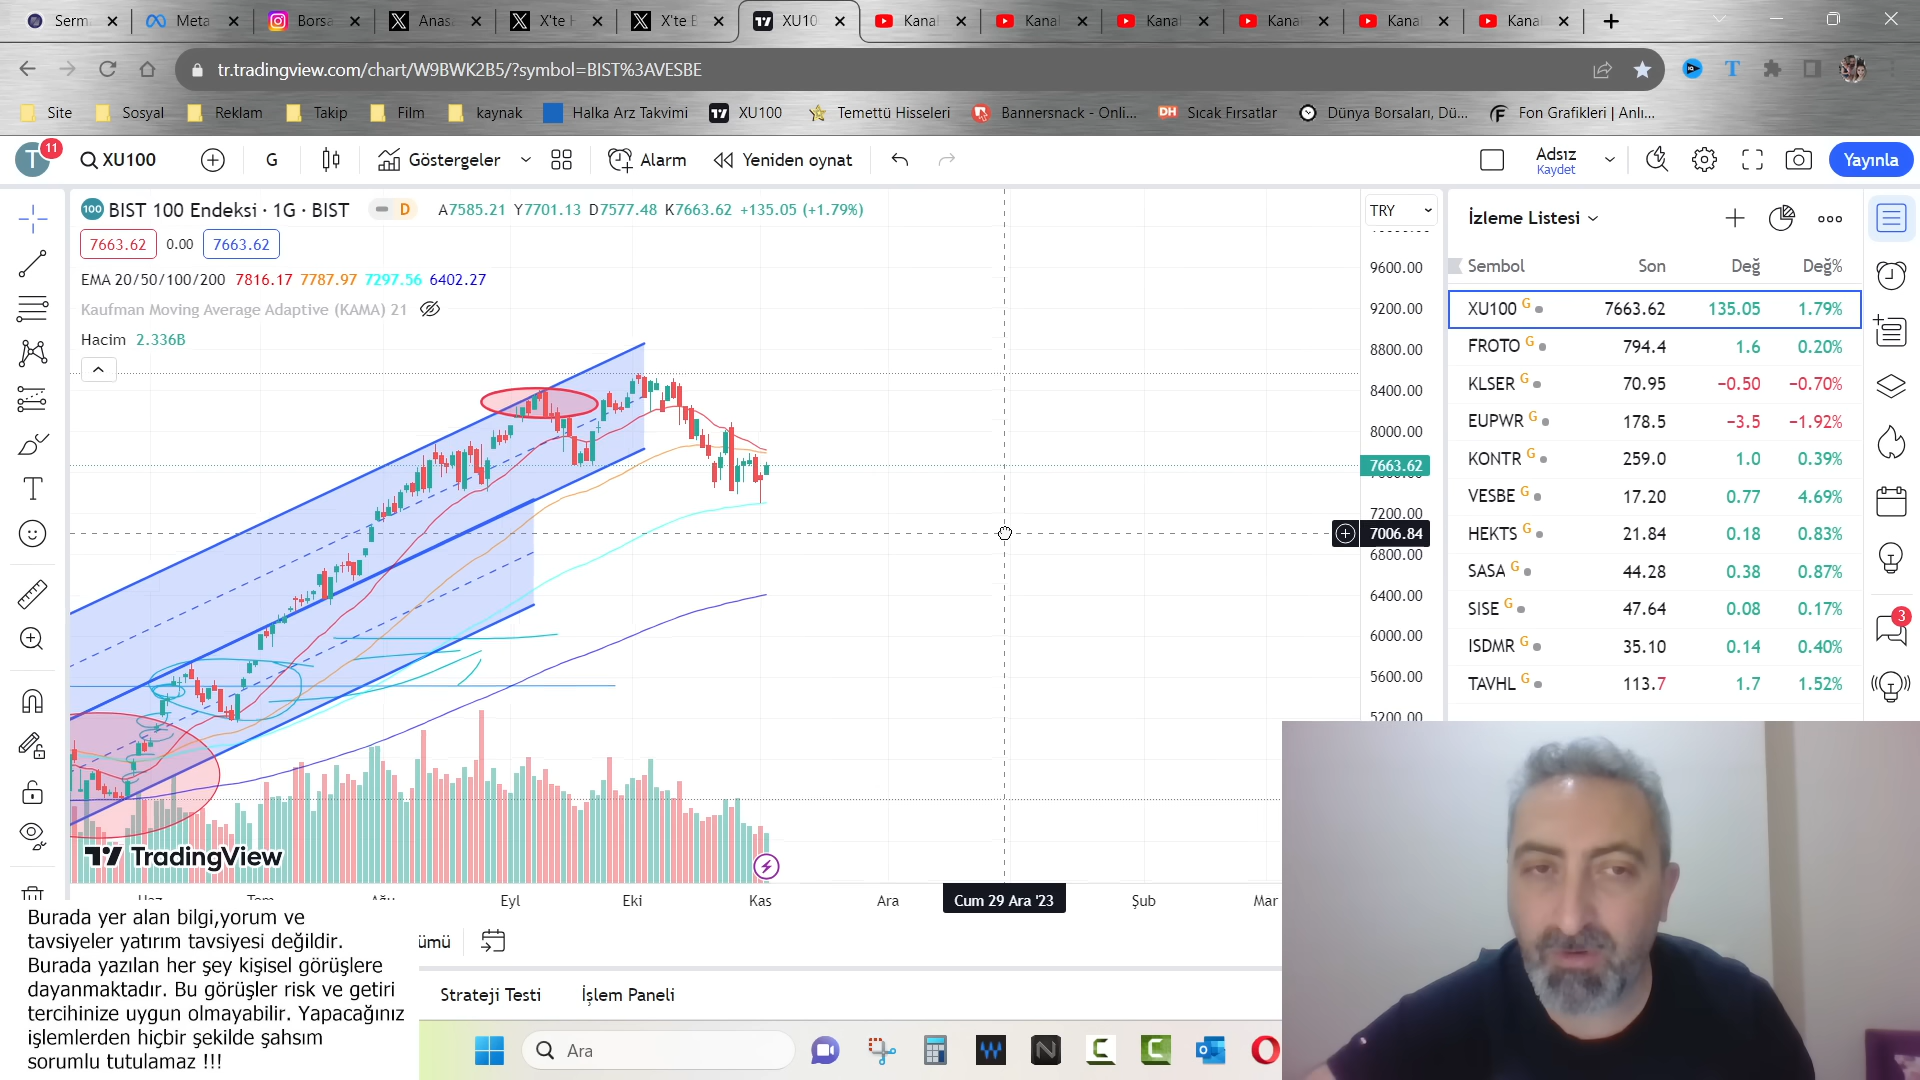 Serm
Meta
Borsa
Anas
X'te H
X'te E
XU10
Kanal
Kanal
Kanal
Kana
Kana
Kana
tr.tradingview.com/chart/W9BWK2B5/?symbol=BIST%3AVESBE
Site
Sosyal
Reklam
Takip
Film
kaynak
Halka Arz Takvimi
XU100
Temettü Hisseleri
Bannersnack - Onli...
DH Sıcak Fırsatlar
Dünya Borsaları, Dü...
Fon Grafikleri | Anlı...
T 11
XU100
G
Göstergeler
Alarm
Yeniden oynat
Adsız
Kaydet
Yayınla
100 BIST 100 Endeksi · 1G · BIST
D
A7585.21 Y7701.13 D7577.48 K7663.62 +135.05 (+1.79%)
7663.62 0.00 7663.62
EMA 20/50/100/200 7816.17 7787.97 7297.56 6402.27
Kaufman Moving Average Adaptive (KAMA) 21
Hacim 2.336B
TRY
9600.00
9200.00
8800.00
8400.00
8000.00
7663.62
7200.00
7006.84
6800.00
6400.00
6000.00
5600.00
5200.00
TradingView
Eyl
Eki
Kas
Ara
Cum 29 Ara '23
Şub
Mar
İzleme Listesi
Sembol Son Değ Değ%
XU100 G 7663.62 135.05 1.79%
FROTO G 794.4 1.6 0.20%
KLSER G 70.95 −0.50 −0.70%
EUPWR G 178.5 −3.5 −1.92%
KONTR G 259.0 1.0 0.39%
VESBE G 17.20 0.77 4.69%
HEKTS G 21.84 0.18 0.83%
SASA G 44.28 0.38 0.87%
SISE G 47.64 0.08 0.17%
ISDMR G 35.10 0.14 0.40%
TAVHL G 113.7 1.7 1.52%
3
Burada yer alan bilgi,yorum ve
tavsiyeler yatırım tavsiyesi değildir.
Burada yazılan her şey kişisel görüşlere
dayanmaktadır. Bu görüşler risk ve getiri
tercihinize uygun olmayabilir. Yapacağınız
işlemlerden hiçbir şekilde şahsım
sorumlu tutulamaz !!!
ümü
Strateji Testi
İşlem Paneli
Ara